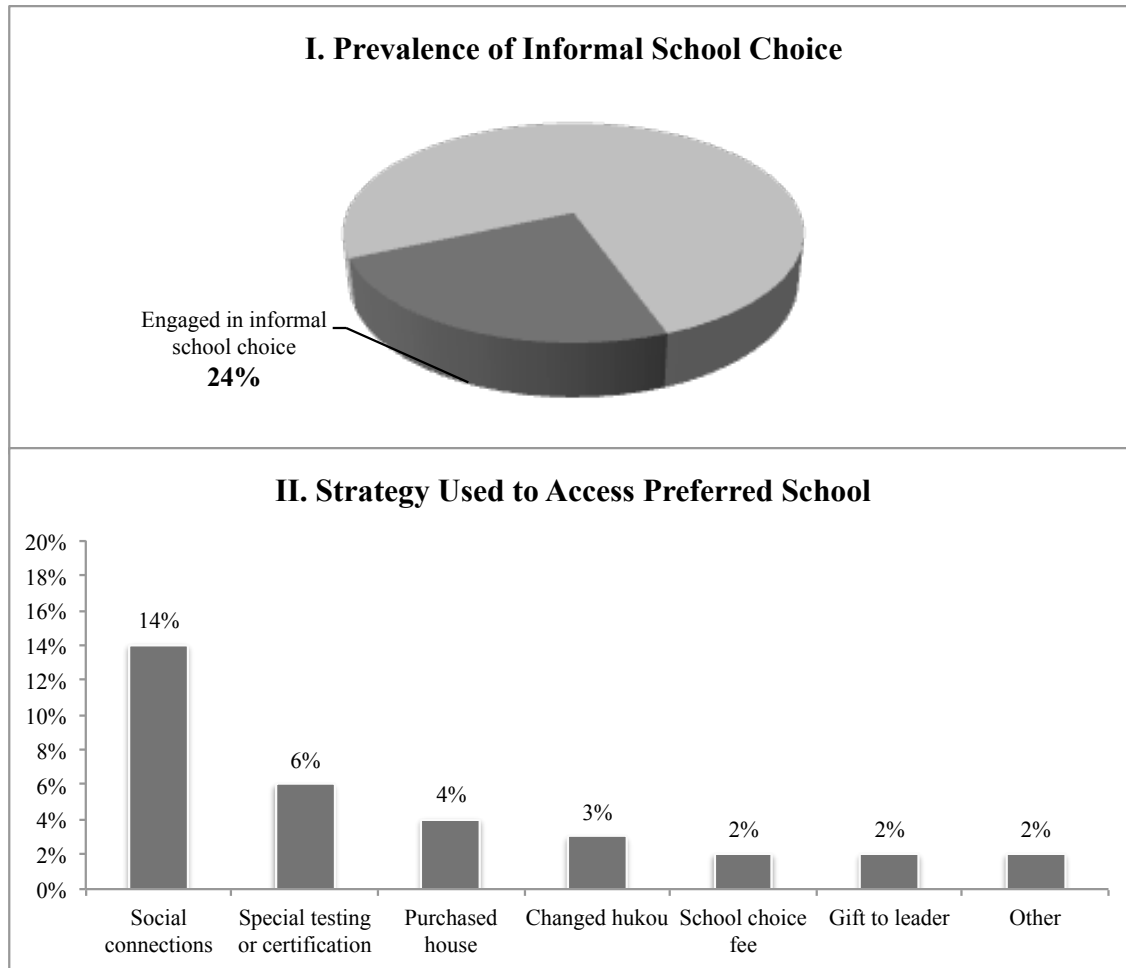 I. Prevalence of Informal School Choice
Engaged in informal
school choice
24%
II. Strategy Used to Access Preferred School
20%
18%
16%
14%
12%
10%
8%
6%
4%
2%
0%
14%
6%
4%
3%
2%
2%
2%
Social
connections
Special testing
or certification
Purchased
house
Changed hukou
School choice
fee
Gift to leader
Other